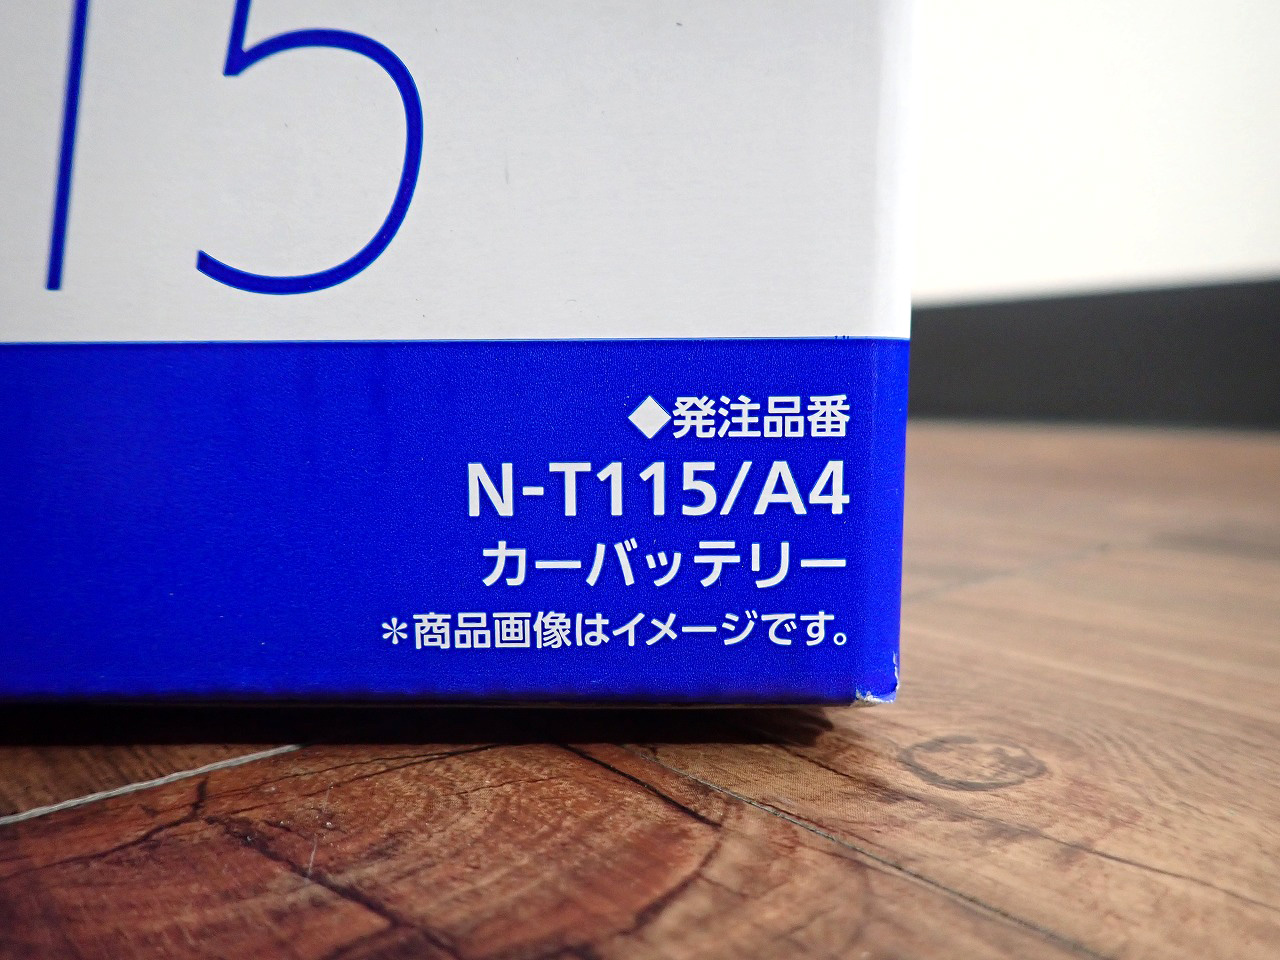 15
◆発注品番
N-T115/A4
カーバッテリー
＊商品画像はイメージです。